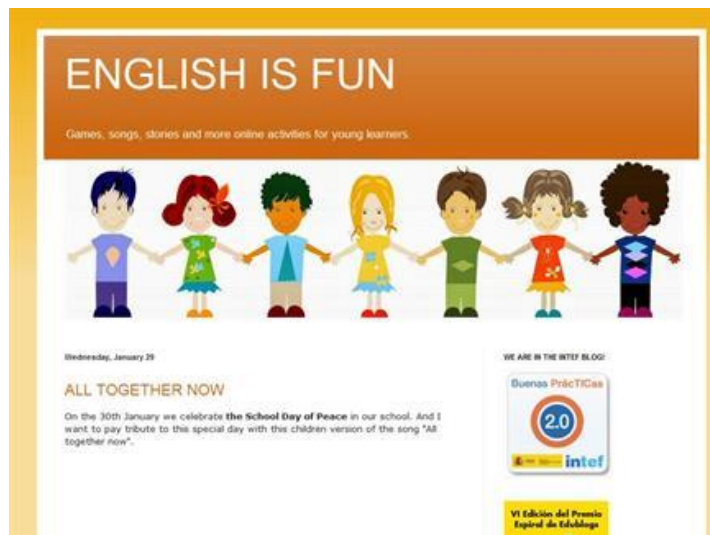 ENGLISH IS FUN
Games, songs, stories and more online activities for young learners.
Wednesday, January 29
WE ARE IN THE INTEF BLOG!
ALL TOGETHER NOW
On the 30th January we celebrate the School Day of Peace in our school. And I
want to pay tribute to this special day with this children version of the song "All
together now".
Buenas PrácTICas
2.0
intef
VI Edición del Premio
Espiral de Edublogs